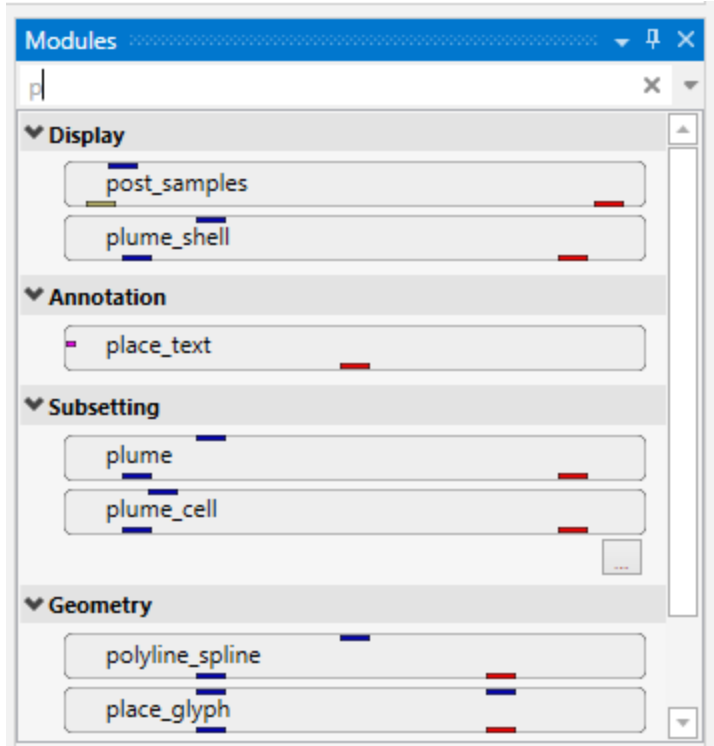 Modules
p
Display
post_samples
plume_shell
Annotation
place_text
Subsetting
plume
plume_cell
...
Geometry
polyline_spline
place_glyph